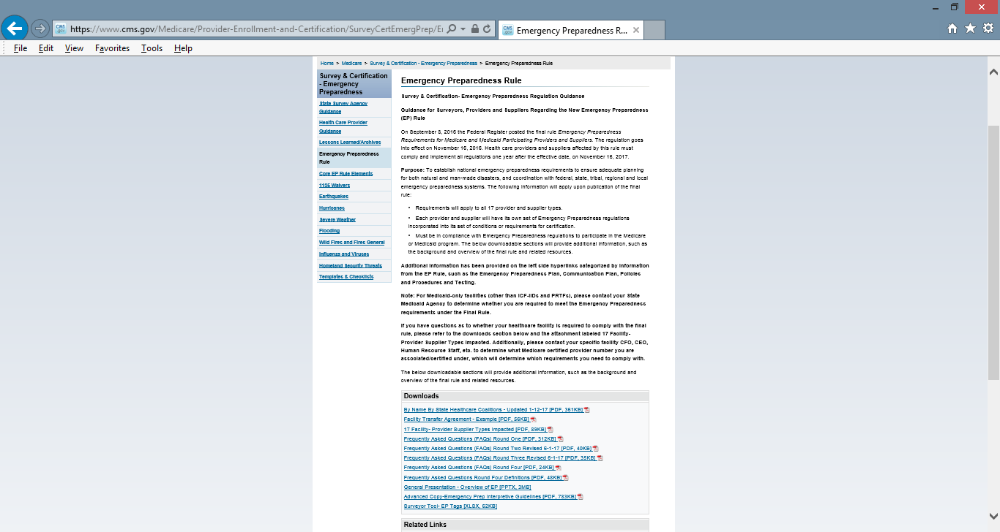 https://www.cms.gov/Medicare/Provider-Enrollment-and-Certification/SurveyCertEmergPrep/
CMS.gov Emergency Preparedness R...
File Edit View Favorites Tools Help
Home > Medicare > Survey & Certification - Emergency Preparedness > Emergency Preparedness Rule
Survey & Certification
- Emergency
Preparedness
State Survey Agency
Guidance
Health Care Provider
Guidance
Lessons Learned/Archives
Emergency Preparedness
Rule
Core EP Rule Elements
1135 Waivers
Earthquakes
Hurricanes
Severe Weather
Flooding
Wild Fires and Fires General
Influenza and Viruses
Homeland Security Threats
Templates & Checklists
Emergency Preparedness Rule
Survey & Certification- Emergency Preparedness Regulation Guidance
Guidance for Surveyors, Providers and Suppliers Regarding the New Emergency Preparedness
(EP) Rule
On September 8, 2016 the Federal Register posted the final rule Emergency Preparedness
Requirements for Medicare and Medicaid Participating Providers and Suppliers. The regulation goes
into effect on November 16, 2016. Health care providers and suppliers affected by this rule must
comply and implement all regulations one year after the effective date, on November 16, 2017.
Purpose: To establish national emergency preparedness requirements to ensure adequate planning
for both natural and man-made disasters, and coordination with federal, state, tribal, regional and local
emergency preparedness systems. The following information will apply upon publication of the final
rule:
• Requirements will apply to all 17 provider and supplier types.
• Each provider and supplier will have its own set of Emergency Preparedness regulations
incorporated into its set of conditions or requirements for certification.
• Must be in compliance with Emergency Preparedness regulations to participate in the Medicare
or Medicaid program. The below downloadable sections will provide additional information, such as
the background and overview of the final rule and related resources.
Additional information has been provided on the left side hyperlinks categorized by information
from the EP Rule, such as the Emergency Preparedness Plan, Communication Plan, Policies
and Procedures and Testing.
Note: For Medicaid-only facilities (other than ICF-IIDs and PRTFs), please contact your State
Medicaid Agency to determine whether you are required to meet the Emergency Preparedness
requirements under the Final Rule.
If you have questions as to whether your healthcare facility is required to comply with the final
rule, please refer to the downloads section below and the attachment labeled 17 Facility-
Provider Supplier Types Impacted. Additionally, please contact your specific facility CFO, CEO,
Human Resource Staff, etc. to determine what Medicare certified provider number you are
associated/certified under, which will determine which requirements you need to comply with.
The below downloadable sections will provide additional information, such as the background and
overview of the final rule and related resources.
Downloads
By Name By State Healthcare Coalitions - Updated 1-12-17 [PDF, 361KB]
Facility Transfer Agreement - Example [PDF, 56KB]
17 Facility- Provider Supplier Types Impacted [PDF, 89KB]
Frequently Asked Questions (FAQs) Round One [PDF, 312KB]
Frequently Asked Questions (FAQs) Round Two Revised 6-1-17 [PDF, 40KB]
Frequently Asked Questions (FAQs) Round Three Revised 6-1-17 [PDF, 35KB]
Frequently Asked Questions (FAQs) Round Four [PDF, 24KB]
Frequently Asked Questions Round Four Definitions [PDF, 48KB]
General Presentation - Overview of EP [PPTX, 3MB]
Advanced Copy-Emergency Prep Interpretive Guidelines [PDF, 783KB]
Surveyor Tool- EP Tags [XLSX, 62KB]
Related Links